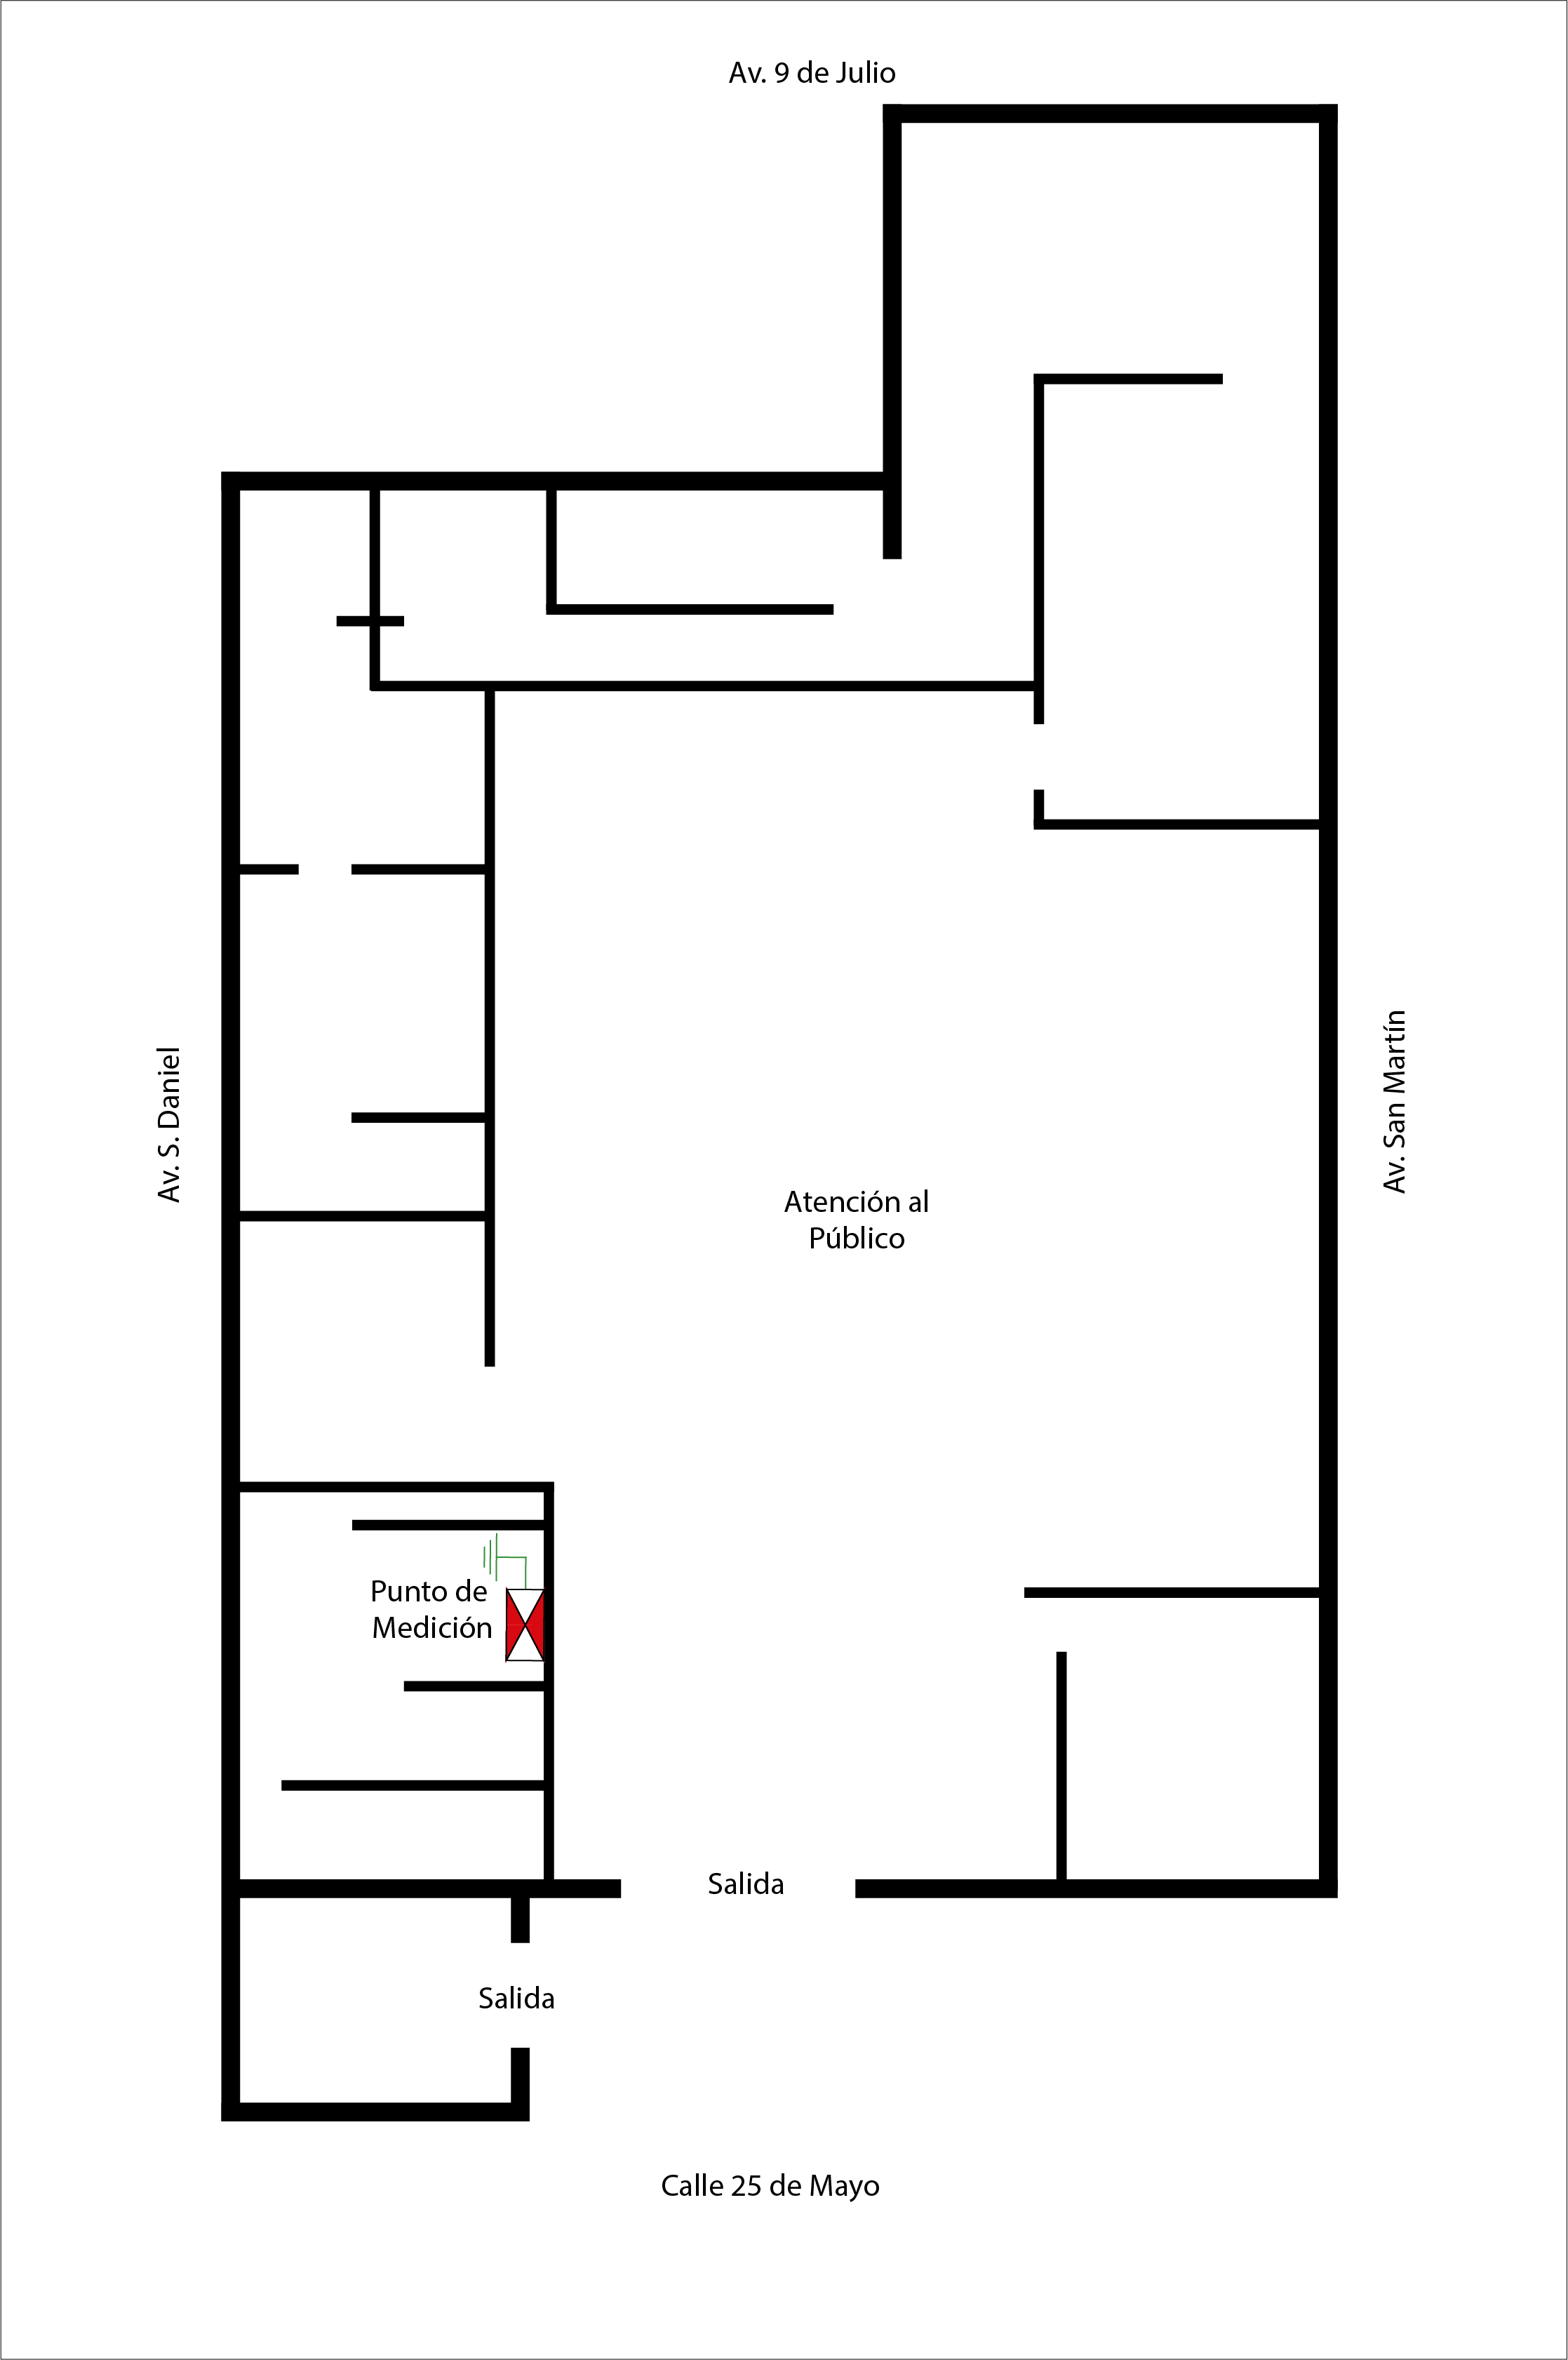 Av. 9 de Julio
Av. S. Daniel
Av. San Martín
Atención al
Público
Punto de
Medición
Salida
Salida
Calle 25 de Mayo